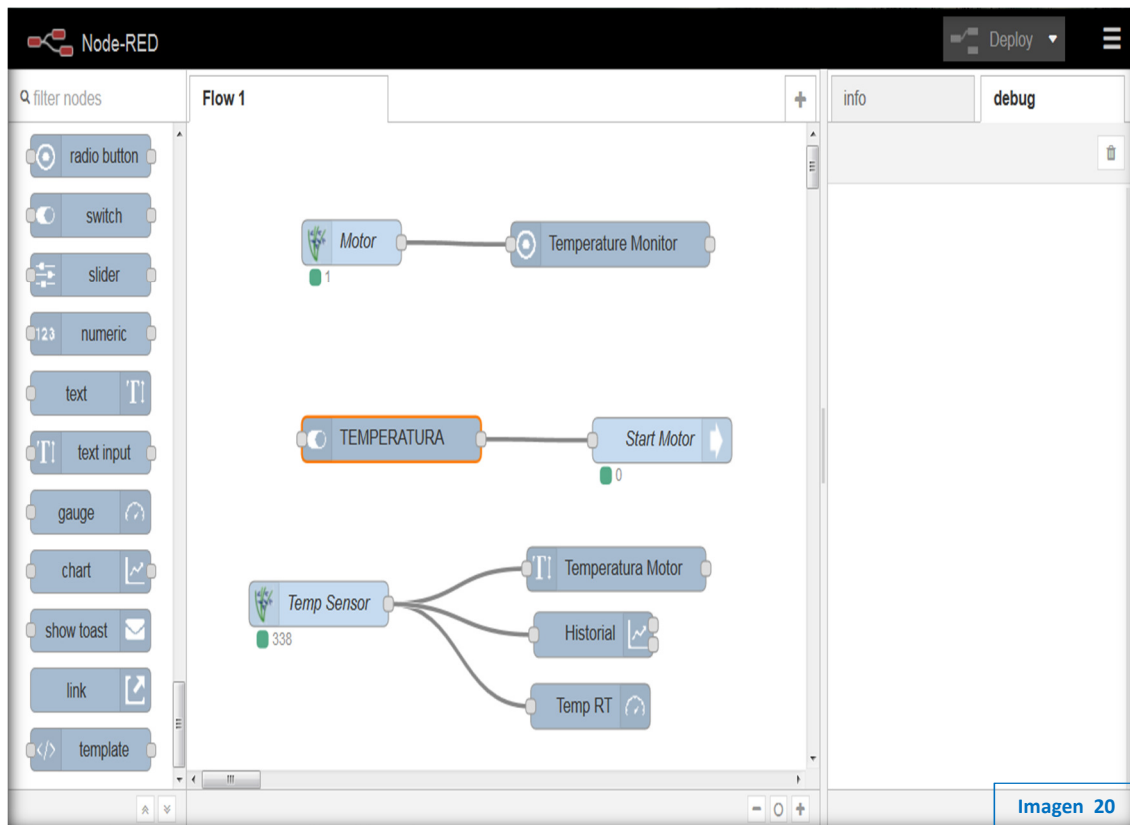 Node-RED
Deploy
filter nodes
Flow 1
info
debug
radio button
switch
slider
123 numeric
text
text input
gauge
chart
show toast
link
template
Motor
1
Temperature Monitor
TEMPERATURA
Start Motor
0
Temp Sensor
338
Temperatura Motor
Historial
Temp RT
Imagen 20